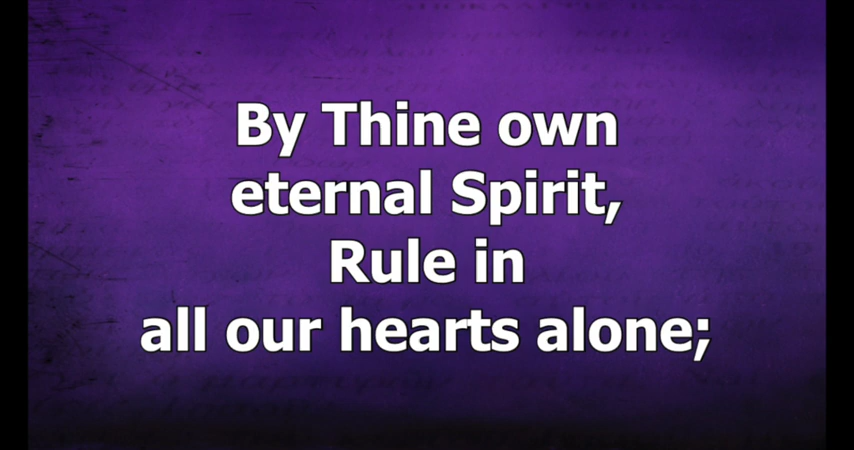 By Thine own
eternal Spirit,
Rule in
all our hearts alone;